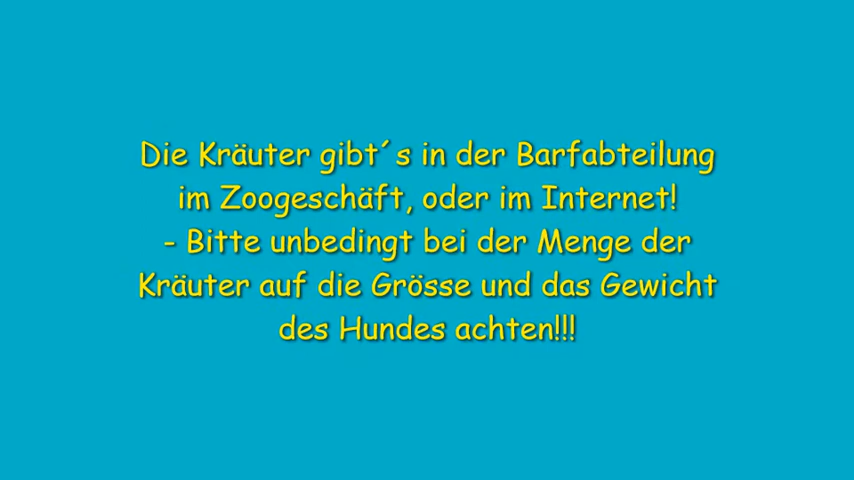 Die Kräuter gibt´s in der Barfabteilung
im Zoogeschäft, oder im Internet!
- Bitte unbedingt bei der Menge der
Kräuter auf die Grösse und das Gewicht
des Hundes achten!!!